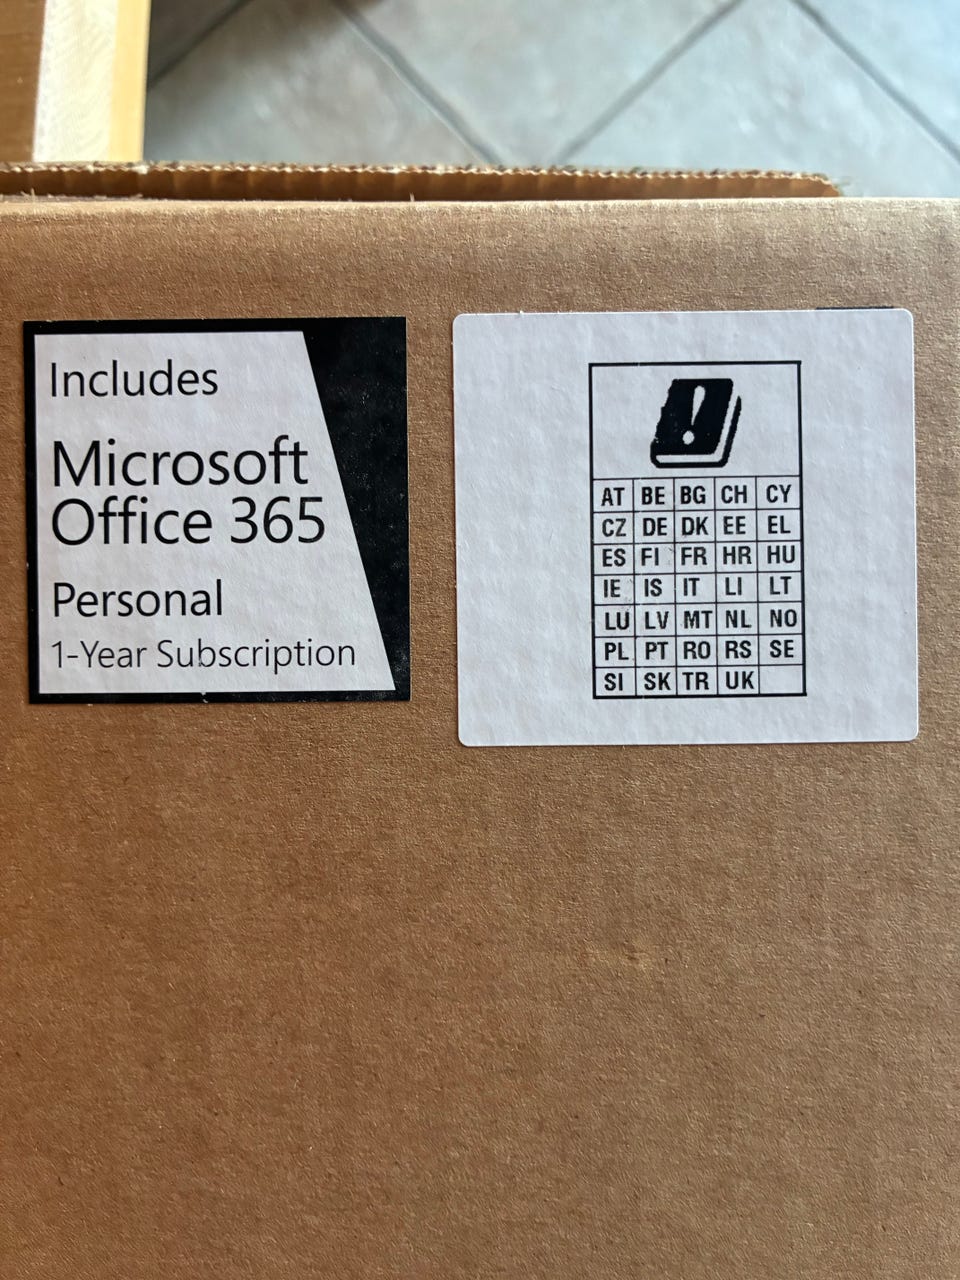 Includes
Microsoft
Office 365
Personal
1-Year Subscription
!
AT BE BG CH CY
CZ DE DK EE EL
ES FI FR HR HU
IE IS IT LI LT
LU LV MT NL NO
PL PT RO RS SE
SI SK TR UK